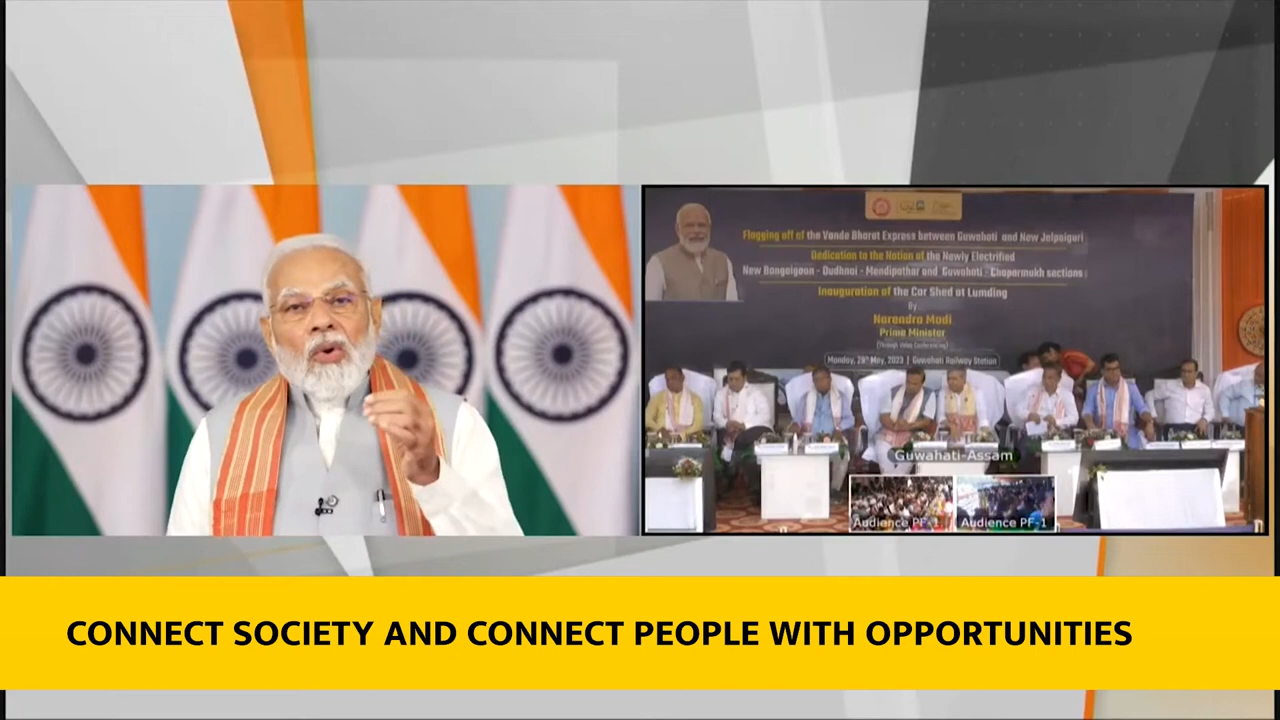 Flagging off of the Vande Bharat Express between Guwahati and New Jalpaiguri
Dedication to the Nation of the Newly Electrified
New Bongaigaon - Dudhnoi - Mendipathar and Guwahati - Chaparmukh sections
Inauguration of the Car Shed at Lumding
By
Narendra Modi
Prime Minister
(Through Video Conferencing)
Monday, 29th May, 2023 | Guwahati Railway Station
Guwahati-Assam
Audience PF-1
Audience PF-1
CONNECT SOCIETY AND CONNECT PEOPLE WITH OPPORTUNITIES